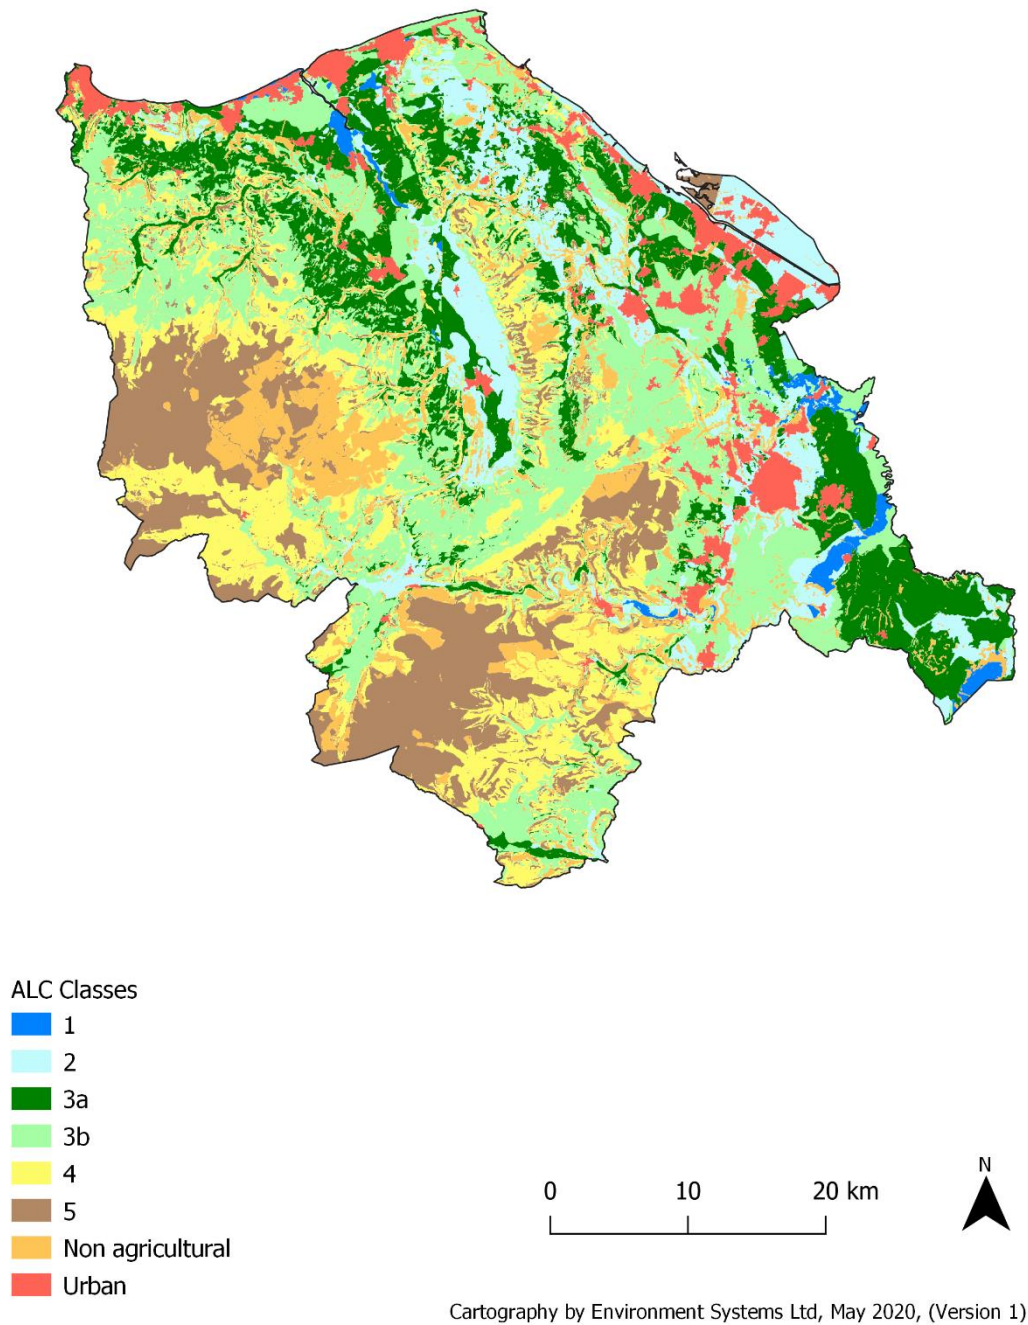 ALC Classes
1
2
3a
3b
4
5
Non agricultural
Urban
0 10 20 km
N
Cartography by Environment Systems Ltd, May 2020, (Version 1)